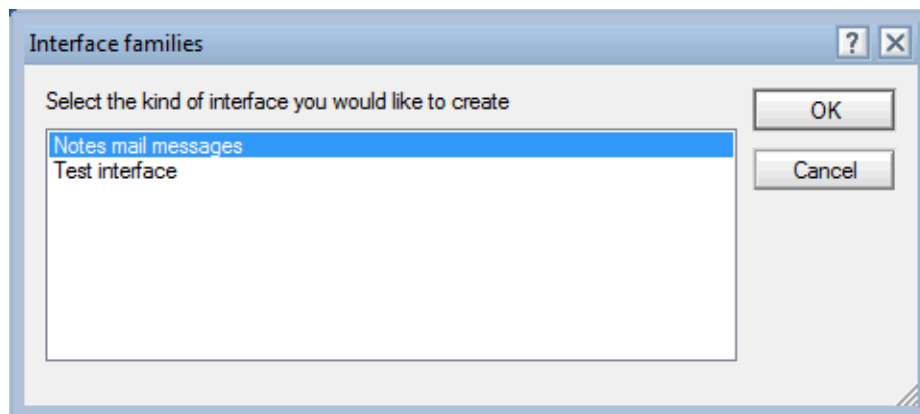 Interface families
Select the kind of interface you would like to create
OK
Notes mail messages
Test interface
Cancel